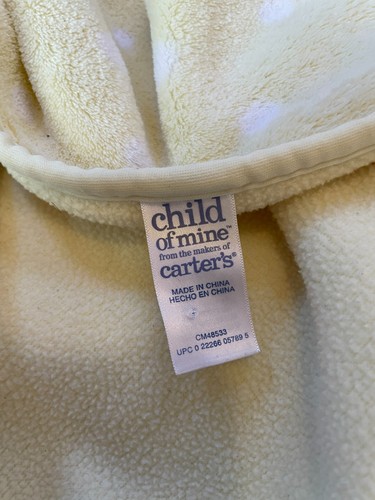 child
of mine™
from the makers of
carter's®
MADE IN CHINA
HECHO EN CHINA
CM48533
UPC 0 22266 05789 5